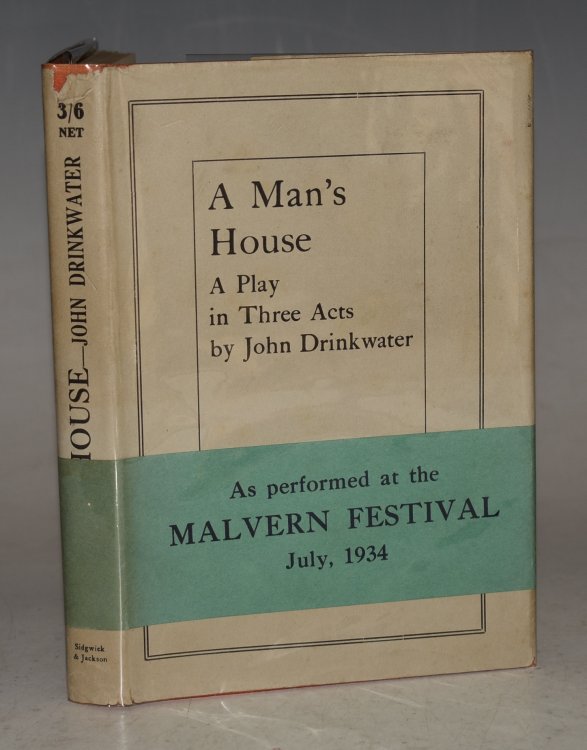 A Man's
House
A Play
in Three Acts
by John Drinkwater
As performed at the
MALVERN FESTIVAL
July, 1934
3/6
NET
HOUSE—JOHN DRINKWATER
Sidgwick
& Jackson